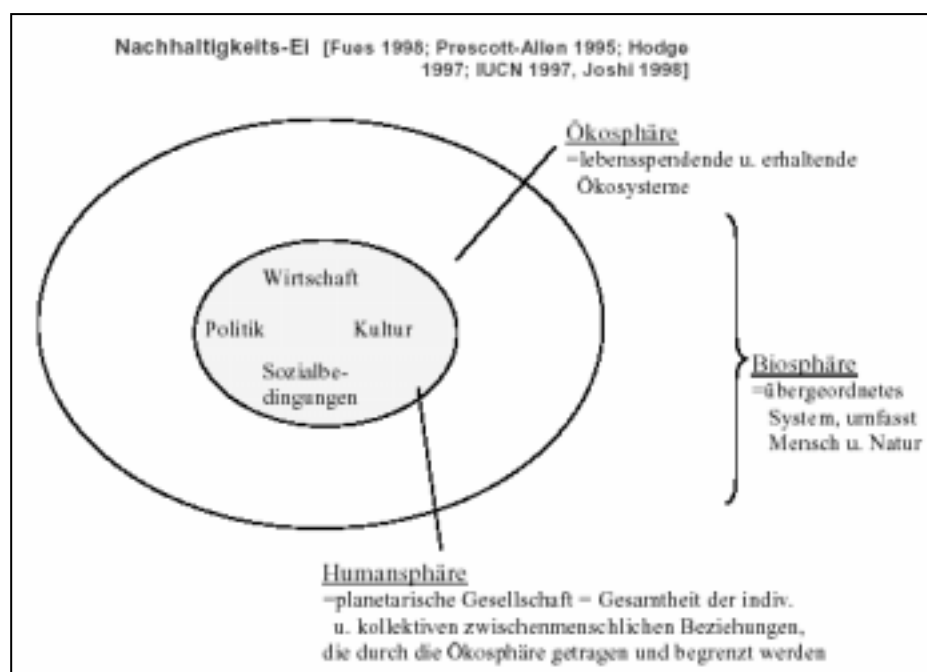 Nachhaltigkeits-EI [Fues 1998; Prescott-Allen 1995; Hodge
1997; IUCN 1997, Joshi 1998]
Ökosphäre
=lebensspendende u. erhaltende
Ökosysteme
Wirtschaft
Politik Kultur
Sozialbe-
dingungen
Biosphäre
=übergeordnetes
System, umfasst
Mensch u. Natur
Humansphäre
=planetarische Gesellschaft = Gesamtheit der indiv.
u. kollektiven zwischenmenschlichen Beziehungen,
die durch die Ökosphäre getragen und begrenzt werden